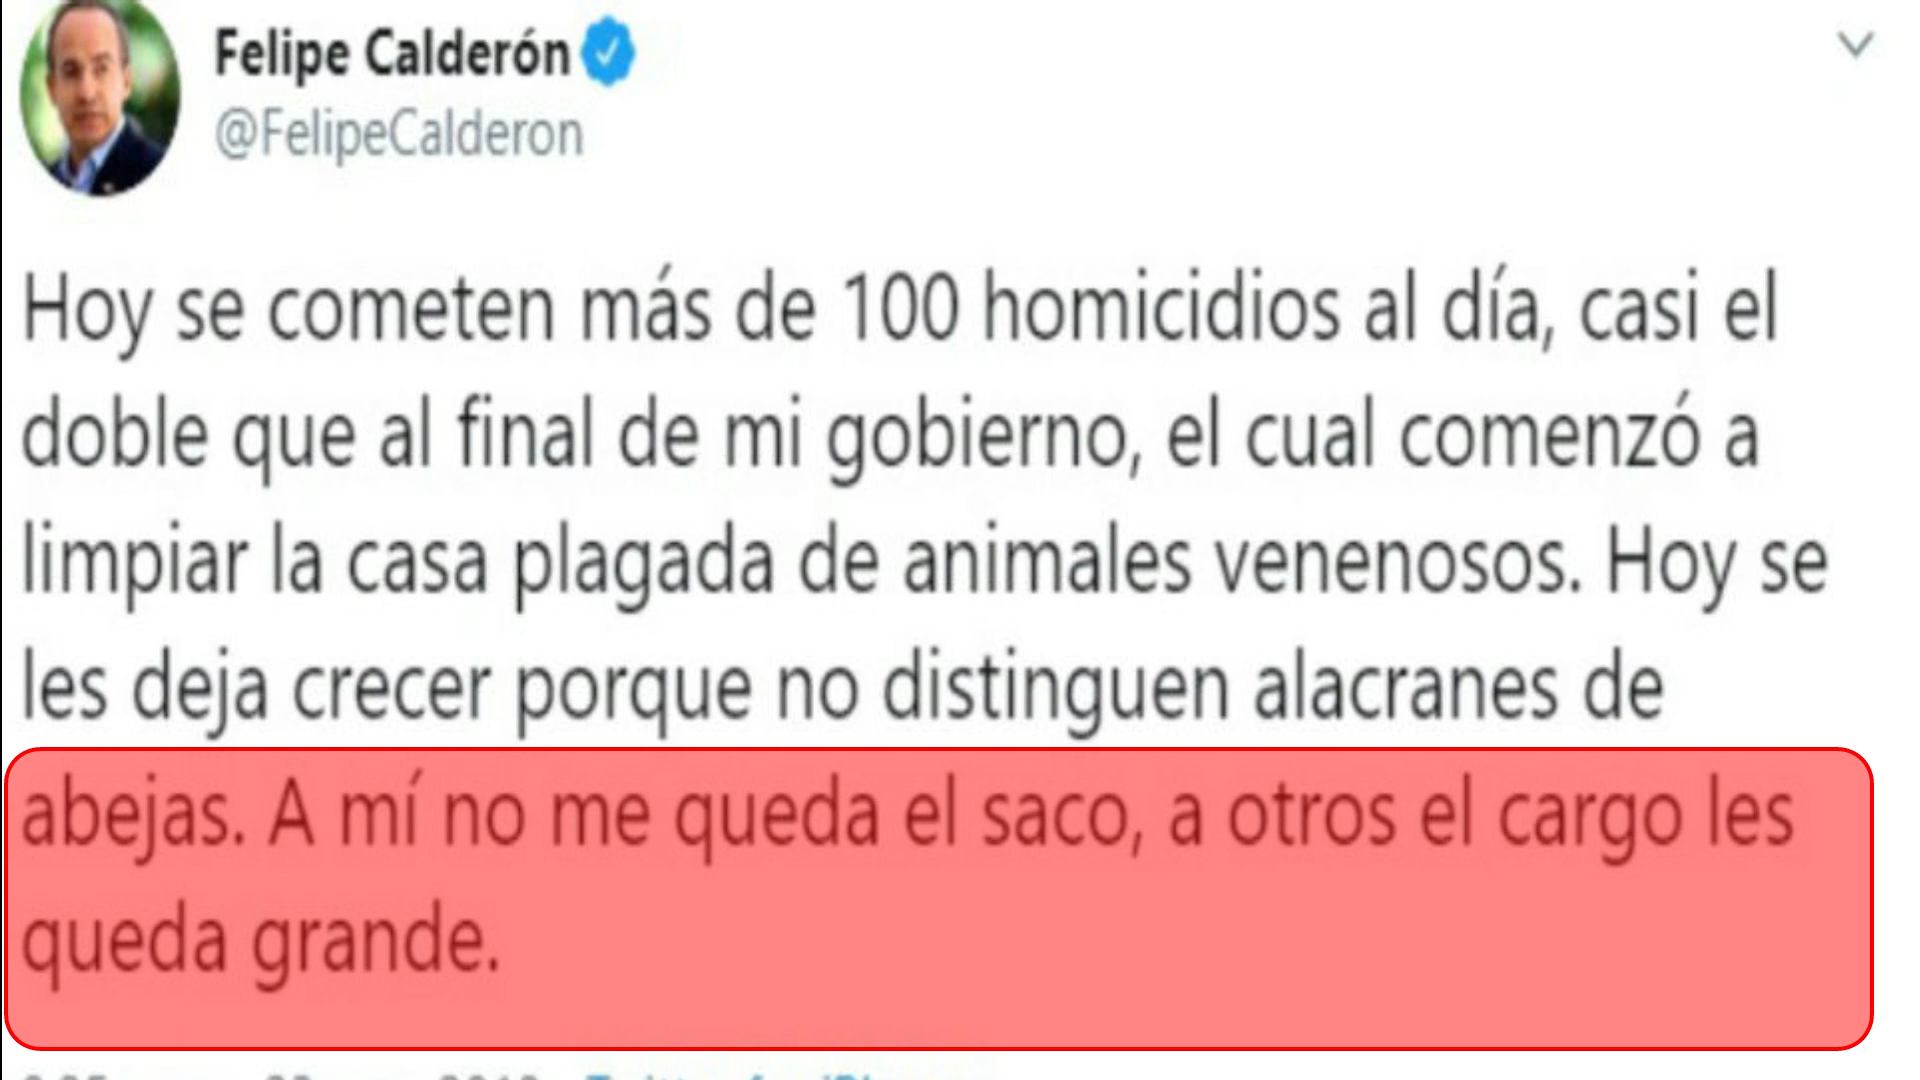 Felipe Calderón
@FelipeCalderon
Hoy se cometen más de 100 homicidios al día, casi el
doble que al final de mi gobierno, el cual comenzó a
limpiar la casa plagada de animales venenosos. Hoy se
les deja crecer porque no distinguen alacranes de
abejas. A mí no me queda el saco, a otros el cargo les
queda grande.